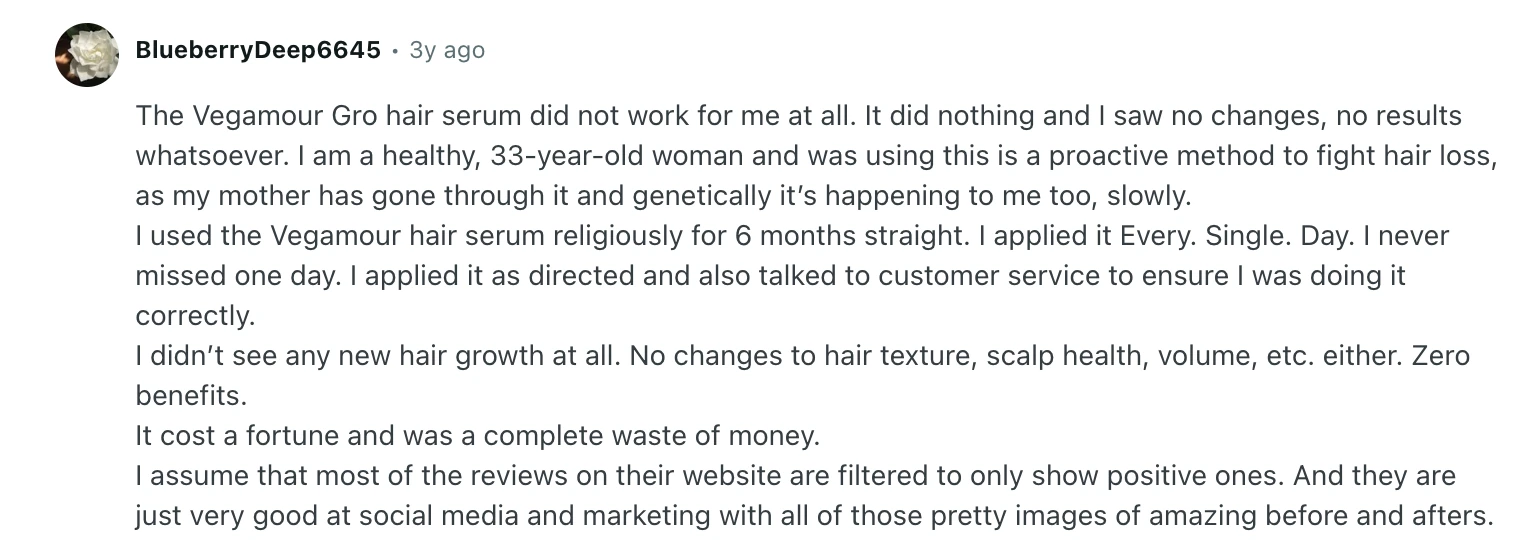 BlueberryDeep6645 • 3y ago
The Vegamour Gro hair serum did not work for me at all. It did nothing and I saw no changes, no results
whatsoever. I am a healthy, 33-year-old woman and was using this is a proactive method to fight hair loss,
as my mother has gone through it and genetically it’s happening to me too, slowly.
I used the Vegamour hair serum religiously for 6 months straight. I applied it Every. Single. Day. I never
missed one day. I applied it as directed and also talked to customer service to ensure I was doing it
correctly.
I didn’t see any new hair growth at all. No changes to hair texture, scalp health, volume, etc. either. Zero
benefits.
It cost a fortune and was a complete waste of money.
I assume that most of the reviews on their website are filtered to only show positive ones. And they are
just very good at social media and marketing with all of those pretty images of amazing before and afters.